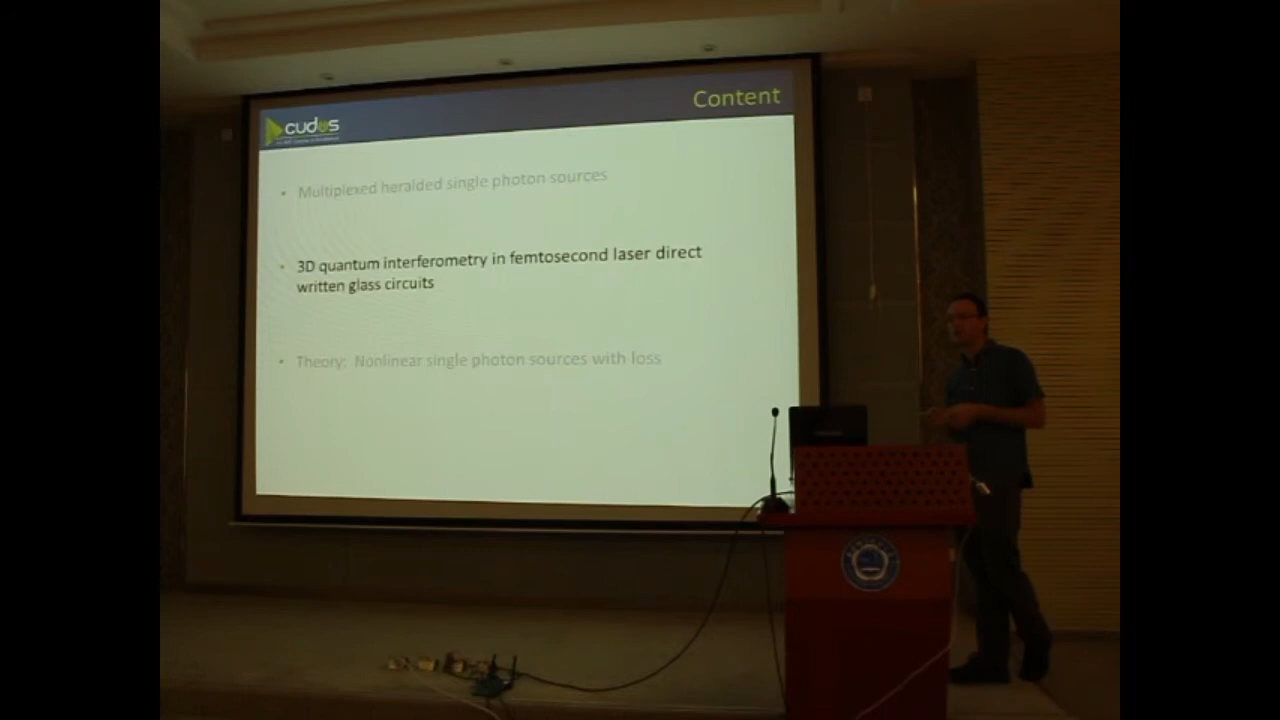 Content
cudos
• Multiplexed heralded single photon sources
• 3D quantum interferometry in femtosecond laser direct
written glass circuits
• Theory: Nonlinear single photon sources with loss